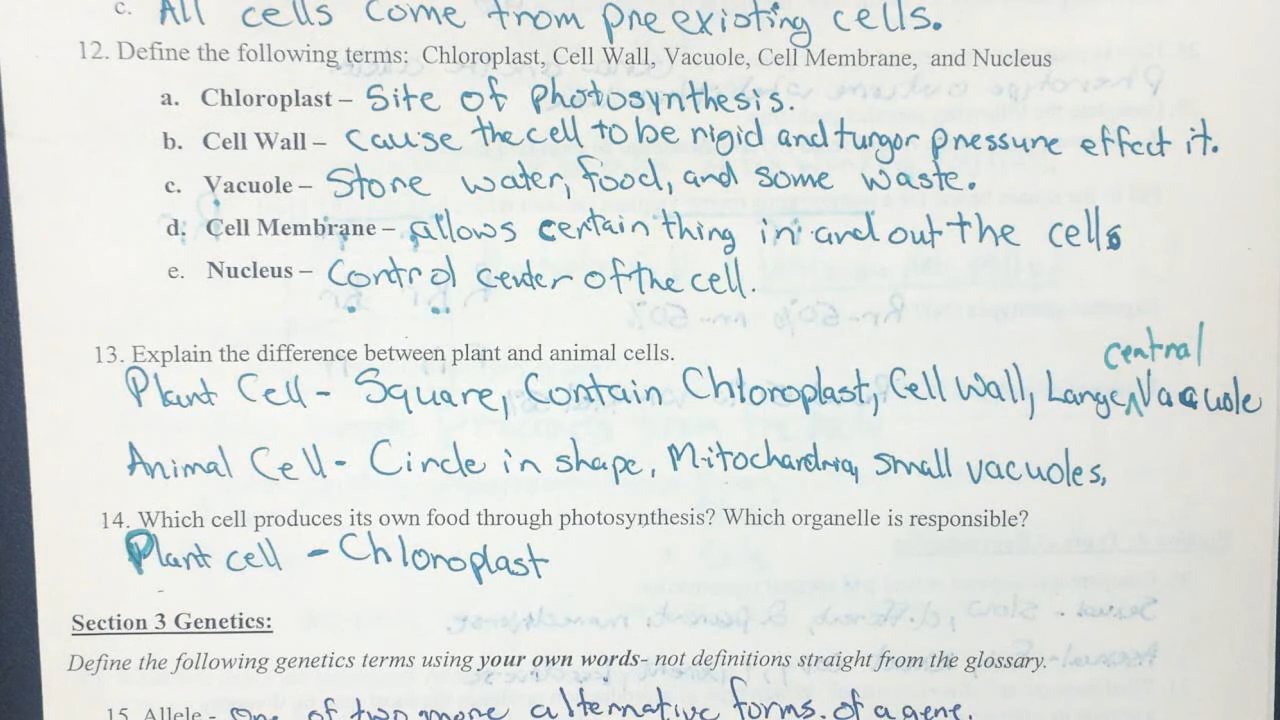 c. All cells come from preexisting cells.
12. Define the following terms: Chloroplast, Cell Wall, Vacuole, Cell Membrane, and Nucleus
a. Chloroplast – Site of photosynthesis.
b. Cell Wall – cause the cell to be rigid and turgor pressure effect it.
c. Vacuole – Store water, food, and some waste.
d. Cell Membrane – allows certain thing in and out the cells
e. Nucleus – Control center of the cell.
13. Explain the difference between plant and animal cells.
central
Plant Cell - Square, Contain Chloroplast, Cell Wall, Large Vacuole
Animal Cell - Circle in shape, Mitochondria, small vacuoles.
14. Which cell produces its own food through photosynthesis? Which organelle is responsible?
Plant cell - Chloroplast
Section 3 Genetics:
Define the following genetics terms using your own words- not definitions straight from the glossary.
15. Allele - One of two more alternative forms of a gene.